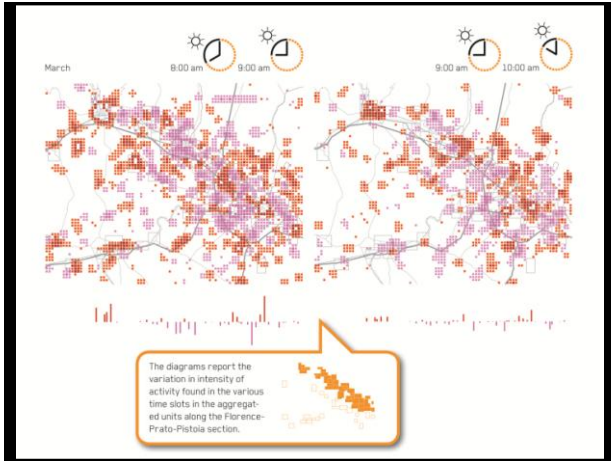 March
8:00 am 9:00 am
9:00 am 10:00 am
The diagrams report the
variation in intensity of
activity found in the various
time slots in the aggregat-
ed units along the Florence-
Prato-Pistoia section.